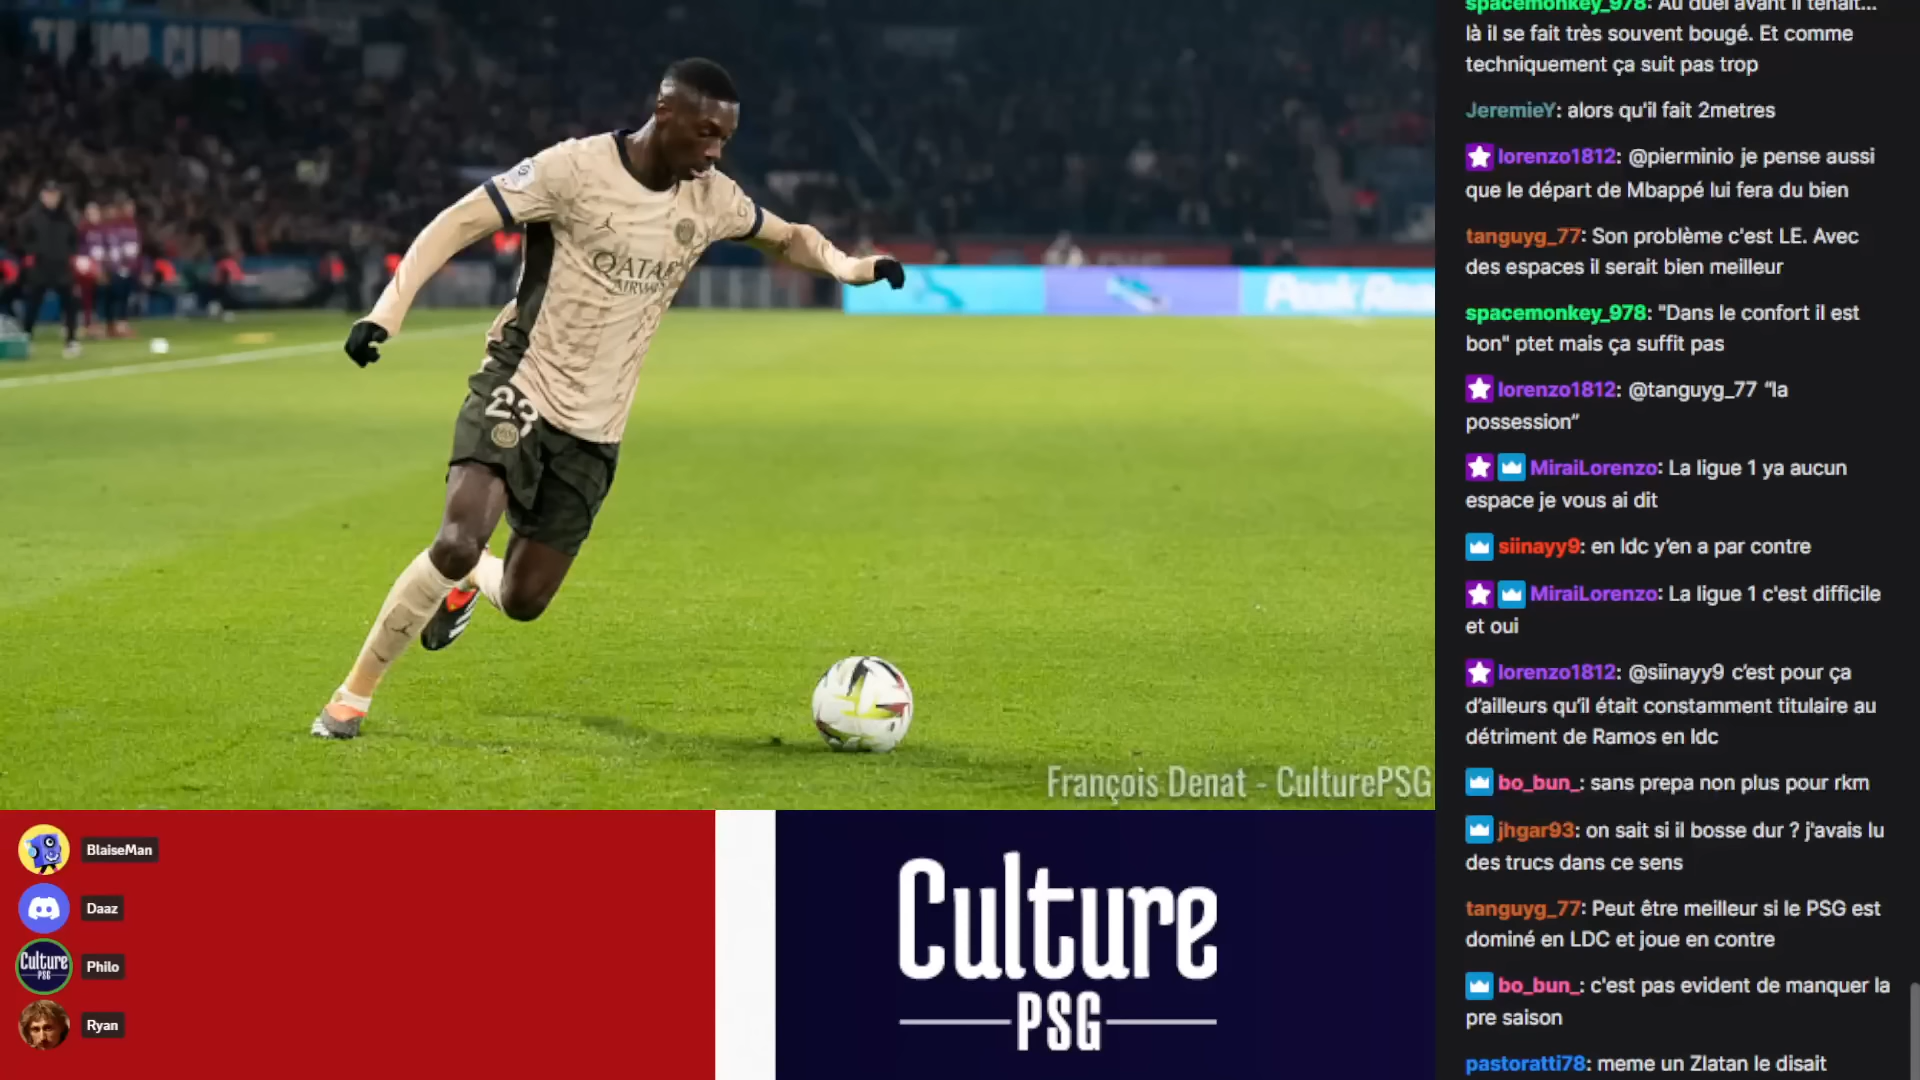 QATAR
AIRWAYS
23
François Denat - CulturePSG
BlaiseMan
Daaz
Culture
PSG
Philo
Ryan
Culture
PSG
spacemonkey_978: Au duel avant il tenait...
là il se fait très souvent bougé. Et comme
techniquement ça suit pas trop
JeremieY: alors qu'il fait 2metres
lorenzo1812: @pierminio je pense aussi
que le départ de Mbappé lui fera du bien
tanguyg_77: Son problème c'est LE. Avec
des espaces il serait bien meilleur
spacemonkey_978: "Dans le confort il est
bon" ptet mais ça suffit pas
lorenzo1812: @tanguyg_77 “la
possession”
MiraiLorenzo: La ligue 1 ya aucun
espace je vous ai dit
siinayy9: en ldc y’en a par contre
MiraiLorenzo: La ligue 1 c'est difficile
et oui
lorenzo1812: @siinayy9 c’est pour ça
d’ailleurs qu’il était constamment titulaire au
détriment de Ramos en ldc
bo_bun_: sans prepa non plus pour rkm
jhgar93: on sait si il bosse dur ? j'avais lu
des trucs dans ce sens
tanguyg_77: Peut être meilleur si le PSG est
dominé en LDC et joue en contre
bo_bun_: c'est pas evident de manquer la
pre saison
pastoratti78: meme un Zlatan le disait